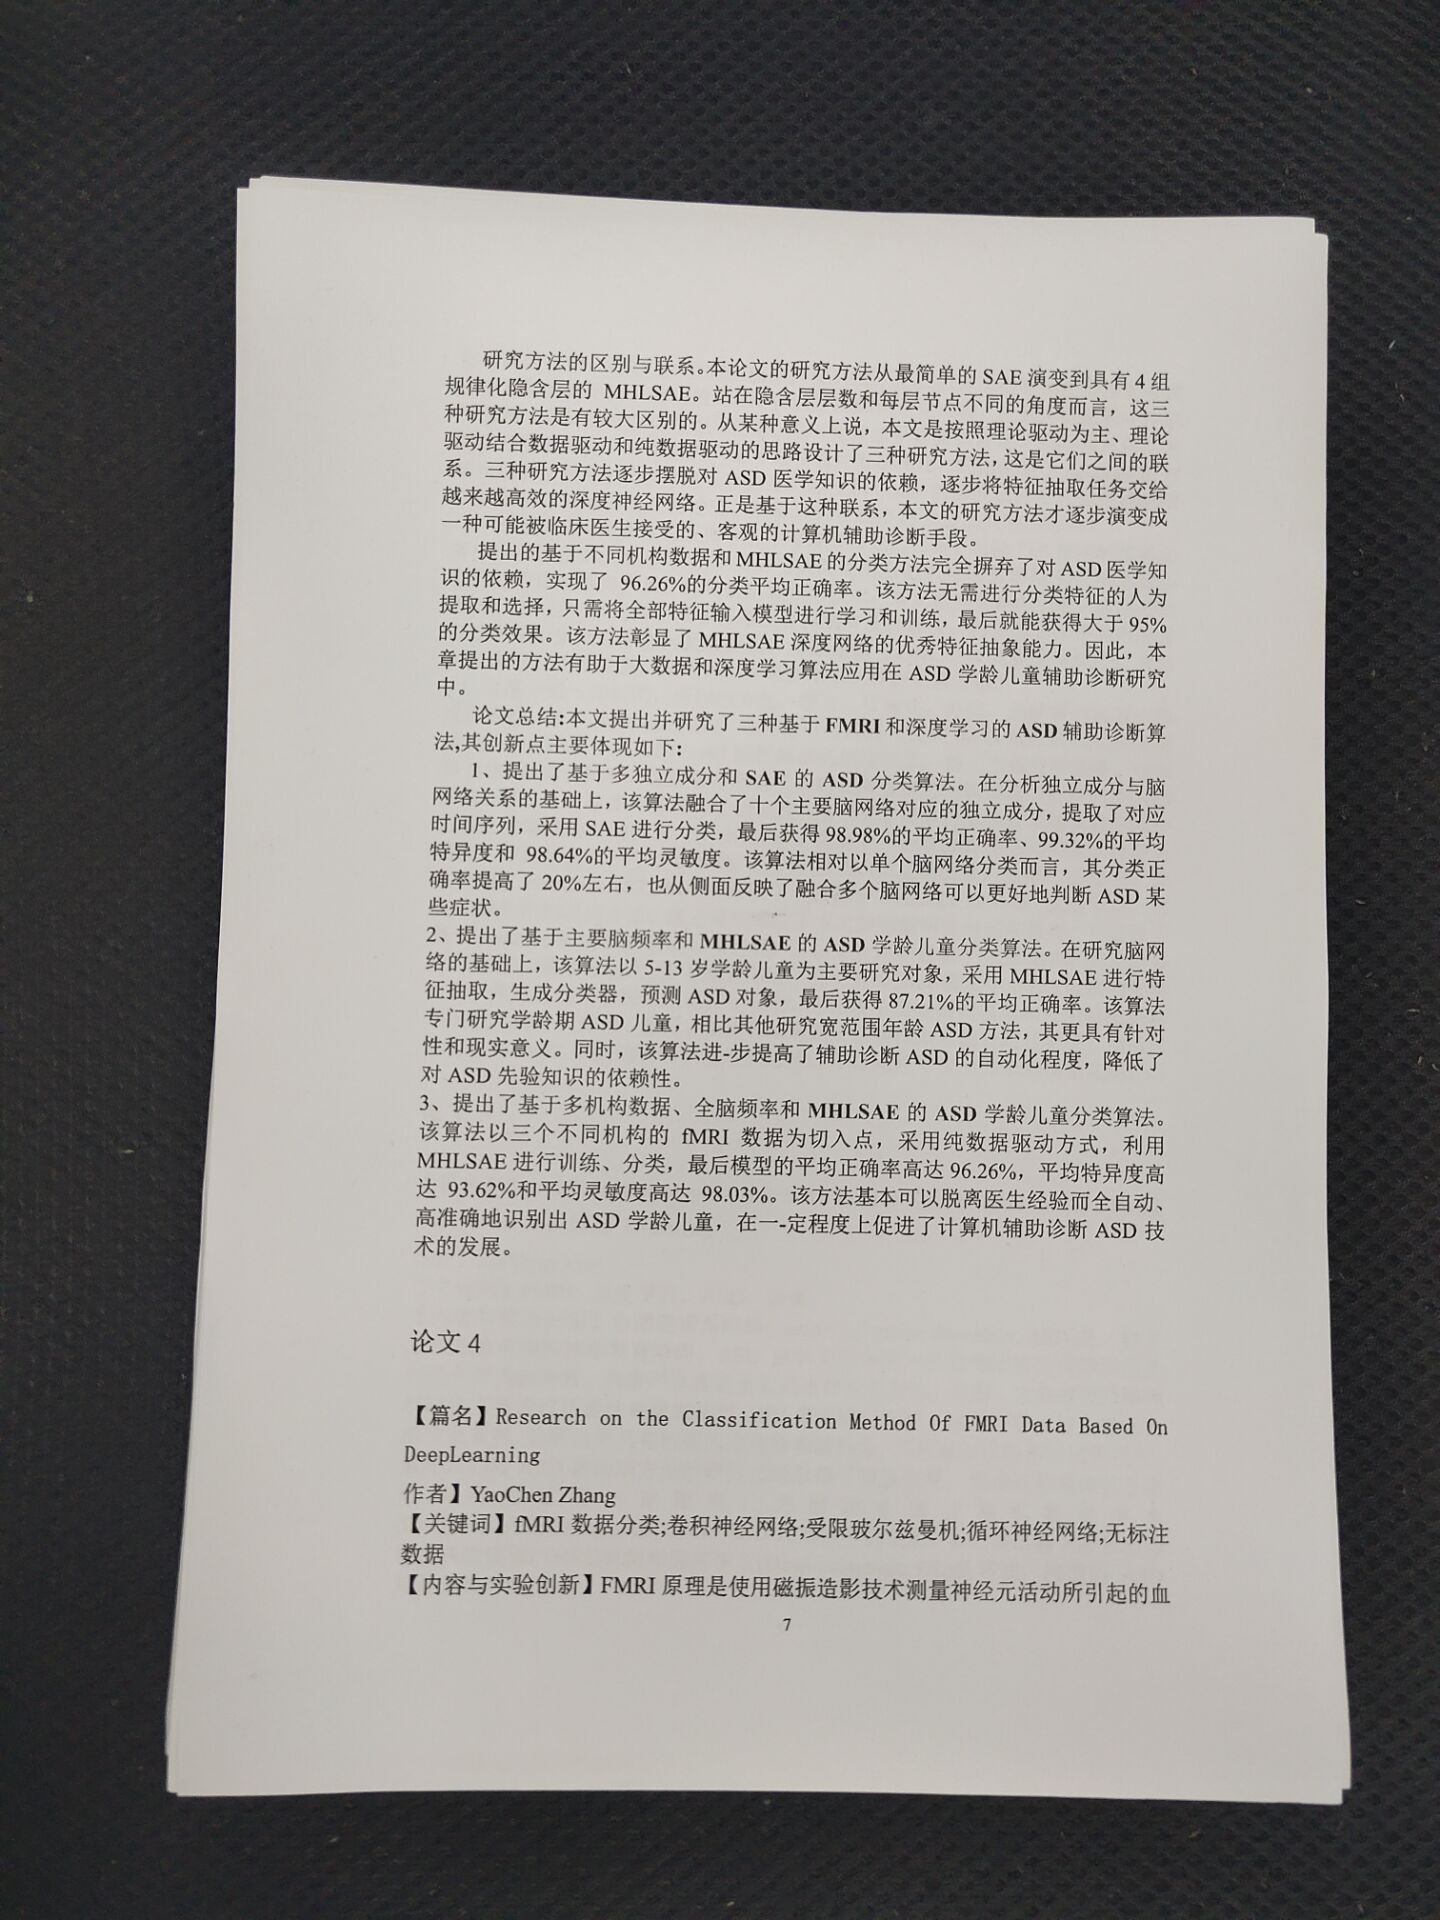 研究方法的区别与联系。本论文的研究方法从最简单的 SAE 演变到具有 4 组
规律化隐含层的 MHLSAE。站在隐含层层数和每层节点不同的角度而言，这三
种研究方法是有较大区别的。从某种意义上说，本文是按照理论驱动为主、理论
驱动结合数据驱动和纯数据驱动的思路设计了三种研究方法，这是它们之间的联
系。三种研究方法逐步摆脱对 ASD 医学知识的依赖，逐步将特征抽取任务交给
越来越高效的深度神经网络。正是基于这种联系，本文的研究方法才逐步演变成
一种可能被临床医生接受的、客观的计算机辅助诊断手段。
提出的基于不同机构数据和 MHLSAE 的分类方法完全摒弃了对 ASD 医学知
识的依赖，实现了 96.26%的分类平均正确率。该方法无需进行分类特征的人为
提取和选择，只需将全部特征输入模型进行学习和训练，最后就能获得大于 95%
的分类效果。该方法彰显了 MHLSAE 深度网络的优秀特征抽象能力。因此，本
章提出的方法有助于大数据和深度学习算法应用在 ASD 学龄儿童辅助诊断研究
中。
论文总结:本文提出并研究了三种基于 FMRI 和深度学习的 ASD 辅助诊断算
法,其创新点主要体现如下:
1、提出了基于多独立成分和 SAE 的 ASD 分类算法。在分析独立成分与脑
网络关系的基础上，该算法融合了十个主要脑网络对应的独立成分，提取了对应
时间序列，采用 SAE 进行分类，最后获得 98.98%的平均正确率、99.32%的平均
特异度和 98.64%的平均灵敏度。该算法相对以单个脑网络分类而言，其分类正
确率提高了 20%左右，也从侧面反映了融合多个脑网络可以更好地判断 ASD 某
些症状。
2、提出了基于主要脑频率和 MHLSAE 的 ASD 学龄儿童分类算法。在研究脑网
络的基础上，该算法以 5-13 岁学龄儿童为主要研究对象，采用 MHLSAE 进行特
征抽取，生成分类器，预测 ASD 对象，最后获得 87.21%的平均正确率。该算法
专门研究学龄期 ASD 儿童，相比其他研究宽范围年龄 ASD 方法，其更具有针对
性和现实意义。同时，该算法进-步提高了辅助诊断 ASD 的自动化程度，降低了
对 ASD 先验知识的依赖性。
3、提出了基于多机构数据、全脑频率和 MHLSAE 的 ASD 学龄儿童分类算法。
该算法以三个不同机构的 fMRI 数据为切入点，采用纯数据驱动方式，利用
MHLSAE 进行训练、分类，最后模型的平均正确率高达 96.26%，平均特异度高
达 93.62%和平均灵敏度高达 98.03%。该方法基本可以脱离医生经验而全自动、
高准确地识别出 ASD 学龄儿童，在一-定程度上促进了计算机辅助诊断 ASD 技
术的发展。
论文 4
【篇名】Research on the Classification Method Of FMRI Data Based On
DeepLearning
作者】YaoChen Zhang
【关键词】fMRI 数据分类;卷积神经网络;受限玻尔兹曼机;循环神经网络;无标注
数据
【内容与实验创新】FMRI 原理是使用磁振造影技术测量神经元活动所引起的血
7